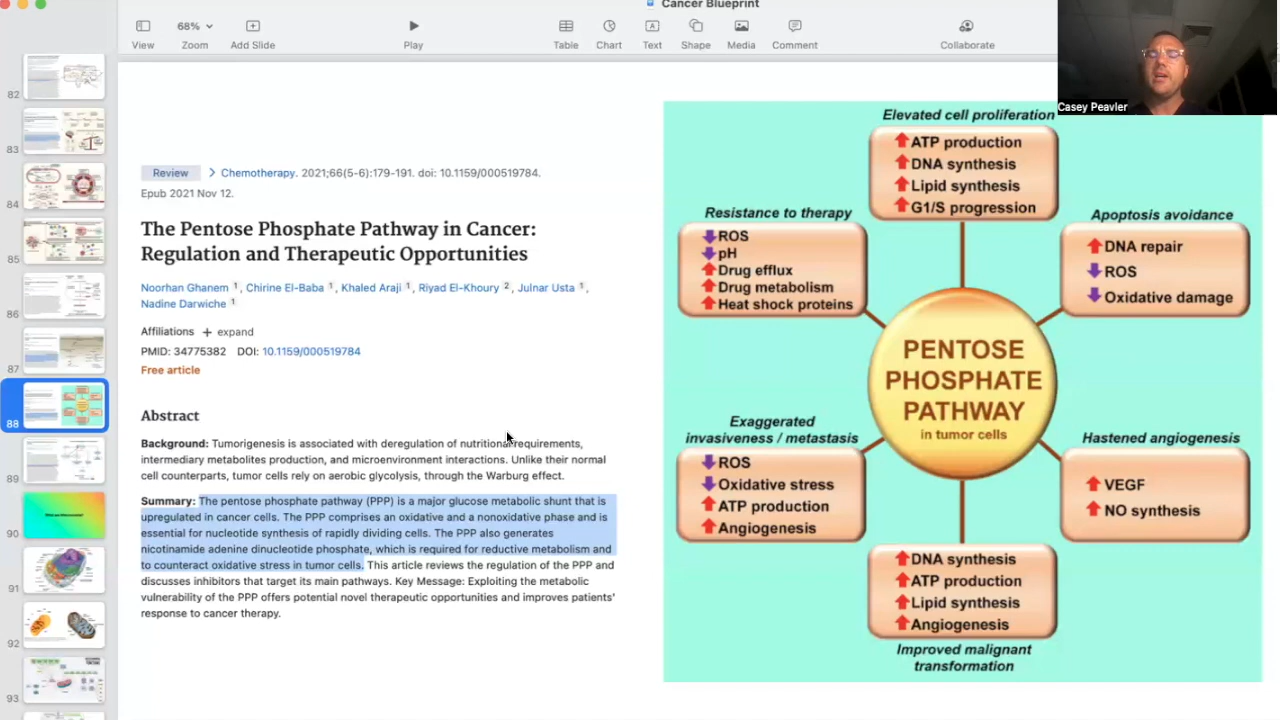 Cancer Blueprint
68%
View
Zoom
Add Slide
Play
Table
Chart
Text
Shape
Media
Comment
Collaborate
Casey Peavler
82
83
84
85
86
87
88
89
90
91
92
93
Review
Chemotherapy. 2021;66(5-6):179-191. doi: 10.1159/000519784.
Epub 2021 Nov 12.
The Pentose Phosphate Pathway in Cancer:
Regulation and Therapeutic Opportunities
Noorhan Ghanem 1, Chirine El-Baba 1, Khaled Araji 1, Riyad El-Khoury 2, Julnar Usta 1,
Nadine Darwiche 1
Affiliations + expand
PMID: 34775382 DOI: 10.1159/000519784
Free article
Abstract
Background: Tumorigenesis is associated with deregulation of nutritional requirements,
intermediary metabolites production, and microenvironment interactions. Unlike their normal
cell counterparts, tumor cells rely on aerobic glycolysis, through the Warburg effect.
Summary: The pentose phosphate pathway (PPP) is a major glucose metabolic shunt that is
upregulated in cancer cells. The PPP comprises an oxidative and a nonoxidative phase and is
essential for nucleotide synthesis of rapidly dividing cells. The PPP also generates
nicotinamide adenine dinucleotide phosphate, which is required for reductive metabolism and
to counteract oxidative stress in tumor cells. This article reviews the regulation of the PPP and
discusses inhibitors that target its main pathways. Key Message: Exploiting the metabolic
vulnerability of the PPP offers potential novel therapeutic opportunities and improves patients'
response to cancer therapy.
Elevated cell proliferation
ATP production
DNA synthesis
Lipid synthesis
G1/S progression
Resistance to therapy
ROS
pH
Drug efflux
Drug metabolism
Heat shock proteins
Apoptosis avoidance
DNA repair
ROS
Oxidative damage
PENTOSE
PHOSPHATE
PATHWAY
in tumor cells
Exaggerated
invasiveness / metastasis
ROS
Oxidative stress
ATP production
Angiogenesis
Hastened angiogenesis
VEGF
NO synthesis
DNA synthesis
ATP production
Lipid synthesis
Angiogenesis
Improved malignant
transformation